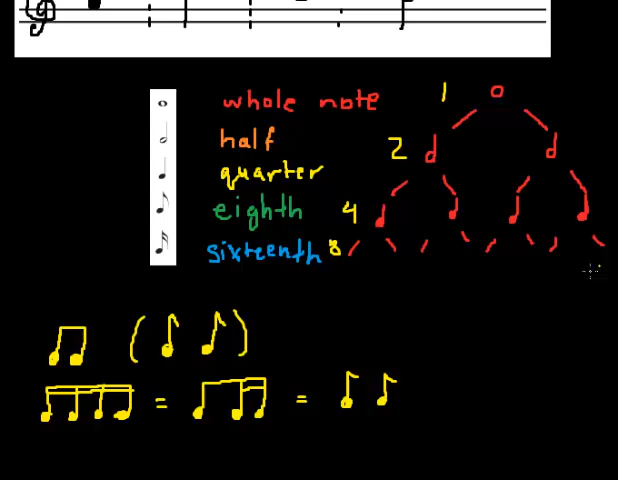 whole note 1
half 2
quarter
eighth 4
sixteenth 8
( )
= =